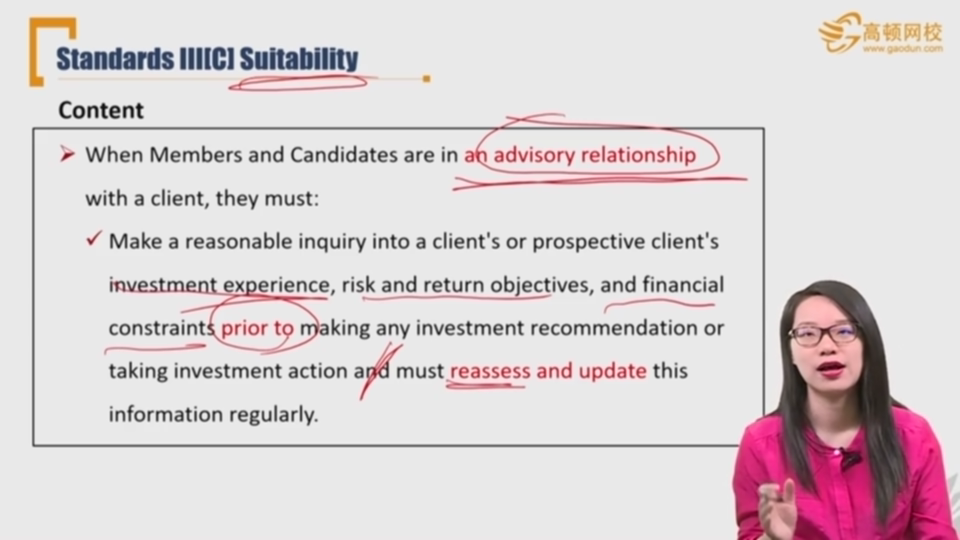 Standards III[C] Suitability
高顿网校
www.gaodun.com
Content
When Members and Candidates are in an advisory relationship
with a client, they must:
Make a reasonable inquiry into a client's or prospective client's
investment experience, risk and return objectives, and financial
constraints prior to making any investment recommendation or
taking investment action and must reassess and update this
information regularly.